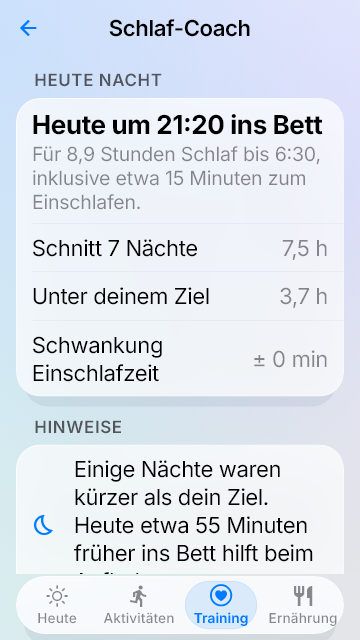 Schlaf-Coach
HEUTE NACHT
Heute um 21:20 ins Bett
Für 8,9 Stunden Schlaf bis 6:30,
inklusive etwa 15 Minuten zum
Einschlafen.
Schnitt 7 Nächte 7,5 h
Unter deinem Ziel 3,7 h
Schwankung
Einschlafzeit ± 0 min
HINWEISE
Einige Nächte waren
kürzer als dein Ziel.
Heute etwa 55 Minuten
früher ins Bett hilft beim
Heute Aktivitäten Training Ernährung